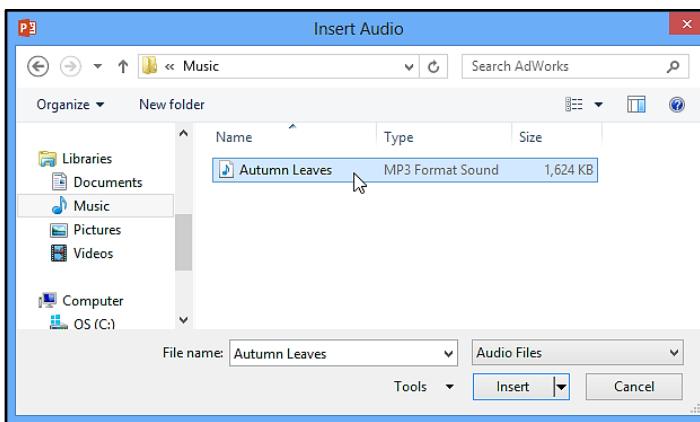 Insert Audio
« Music
Search AdWorks
Organize
New folder
Name Type Size
Autumn Leaves MP3 Format Sound 1,624 KB
Libraries
Documents
Music
Pictures
Videos
Computer
OS (C:)
File name: Autumn Leaves Audio Files
Tools Insert Cancel